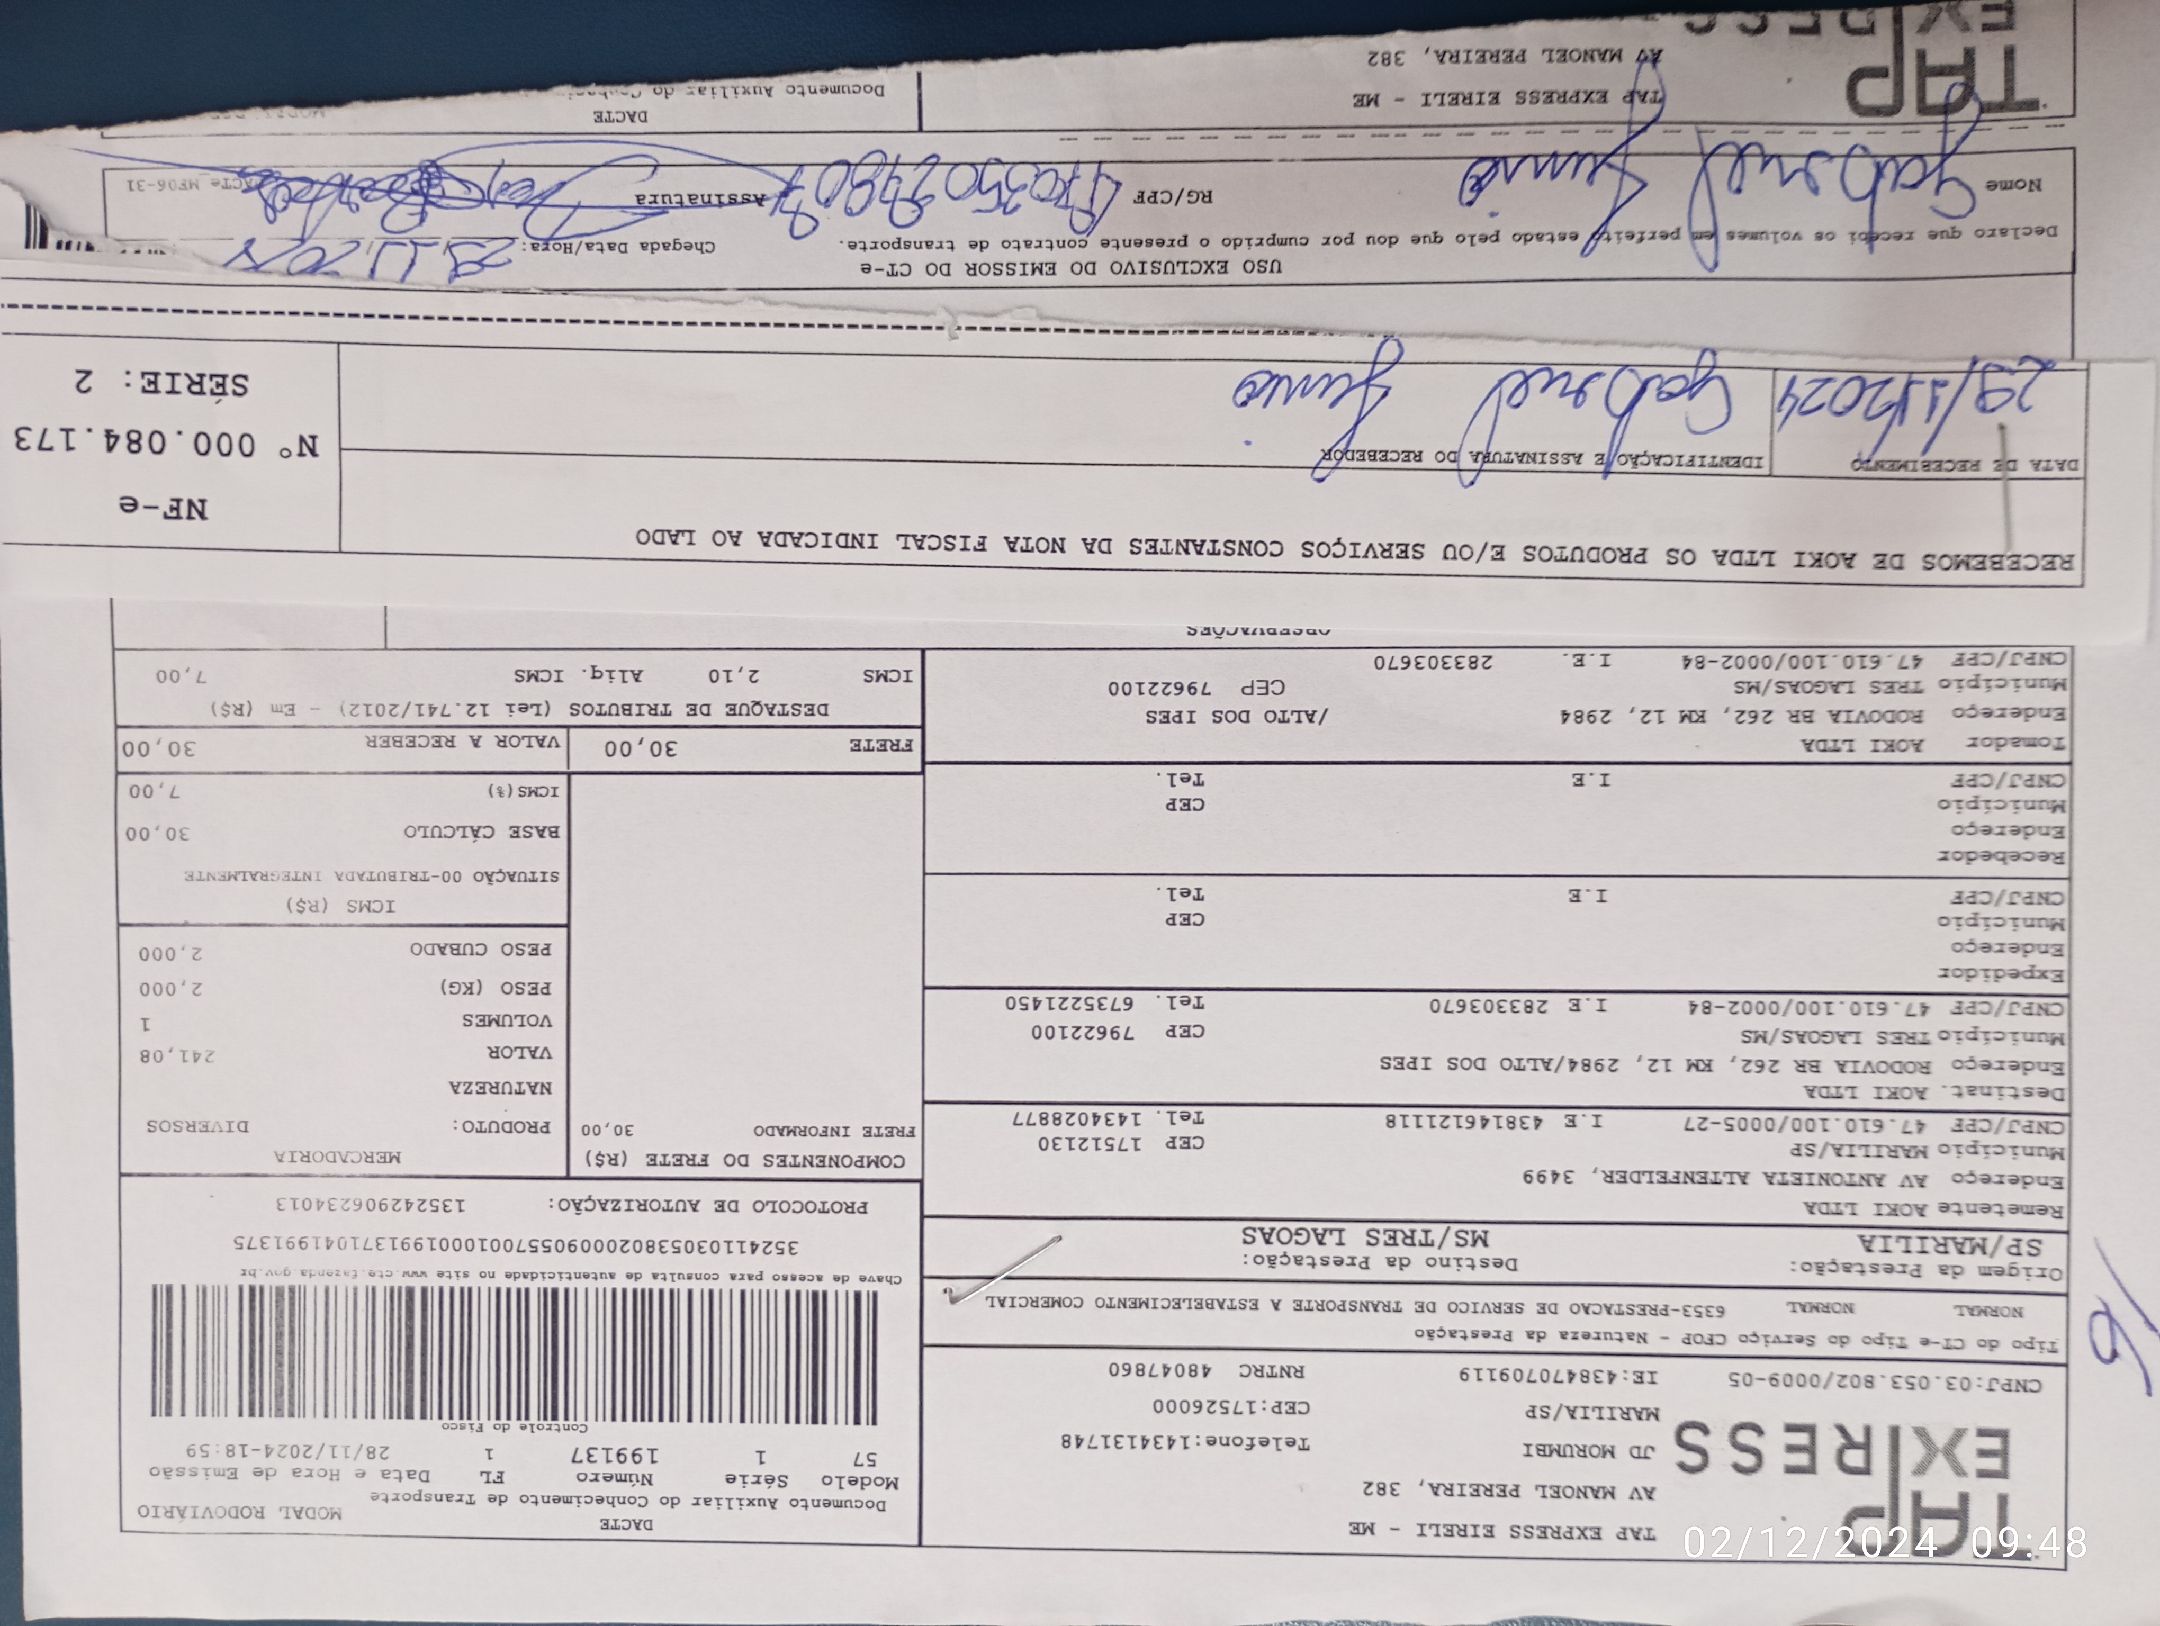 TAP
EXPRESS
TAP EXPRESS EIRELI - ME
AV MANOEL PEREIRA, 382
JD MORUMBI
MARILIA/SP
Telefone:1434131748
CEP:17526000
CNPJ:03.053.802/0009-05 IE:43847079119 RNTRC 48047860
DACTE
Documento Auxiliar do Conhecimento de Transporte
MODAL RODOVIÁRIO
Modelo Série Número FL Data e Hora de Emissão
57 1 199137 1 28/11/2024-18:59
Controle do Fisco
Chave de acesso para consulta de autenticidade no site www.cte.fazenda.gov.br
PROTOCOLO DE AUTORIZAÇÃO: 135242906234013
Tipo do CT-e Tipo do Serviço CFOP - Natureza da Prestação
NORMAL NORMAL 6353-PRESTACAO DE SERVICO DE TRANSPORTE A ESTABELECIMENTO COMERCIAL
Origem da Prestação: Destino da Prestação:
SP/MARILIA MS/TRES LAGOAS
Remetente AOKI LTDA
Endereço AV ANTONIETA ALTENFELDER, 3499
Município MARILIA/SP CEP 17512130
CNPJ/CPF 47.610.100/0005-27 I.E 438146121118 Tel. 1434028877
Destinat. AOKI LTDA
Endereço RODOVIA BR 262, KM 12, 2984/ALTO DOS IPES
Município TRES LAGOAS/MS CEP 79622100
CNPJ/CPF 47.610.100/0002-84 I.E 283303670 Tel. 6735221450
Expedidor
Endereço
Município CEP
CNPJ/CPF I.E Tel.
Recebedor
Endereço
Município CEP
CNPJ/CPF I.E Tel.
Tomador AOKI LTDA
Endereço RODOVIA BR 262, KM 12, 2984 /ALTO DOS IPES
Município TRES LAGOAS/MS CEP 79622100
CNPJ/CPF 47.610.100/0002-84 I.E. 283303670
COMPONENTES DO FRETE (R$)
FRETE INFORMADO 30,00
MERCADORIA
PRODUTO: DIVERSOS
NATUREZA
VALOR 241,08
VOLUMES 1
PESO (KG) 2,000
PESO CUBADO 2,000
ICMS (R$)
SITUAÇÃO 00-TRIBUTADA INTEGRALMENTE
BASE CÁLCULO 30,00
ICMS(%) 7,00
FRETE 30,00 VALOR A RECEBER 30,00
DESTAQUE DE TRIBUTOS (Lei 12.741/2012) - Em (R$)
ICMS 2,10 Aliq. ICMS 7,00
OBSERVAÇÕES
RECEBEMOS DE AOKI LTDA OS PRODUTOS E/OU SERVIÇOS CONSTANTES DA NOTA FISCAL INDICADA AO LADO
DATA DE RECEBIMENTO IDENTIFICAÇÃO E ASSINATURA DO RECEBEDOR
29/11/2024 Gabriel Junio
NF-e
Nº 000.084.173
SÉRIE: 2
USO EXCLUSIVO DO EMISSOR DO CT-e
Declaro que recebi os volumes em perfeito estado pelo que dou por cumprido o presente contrato de transporte.
Chegada Data/Hora:
Nome Gabriel Junio RG/CPF Assinatura
DACTE_MF06-31
TAP
EXPRESS
TAP EXPRESS EIRELI - ME
AV MANOEL PEREIRA, 382
DACTE
Documento Auxiliar do
02/12/2024 09:48